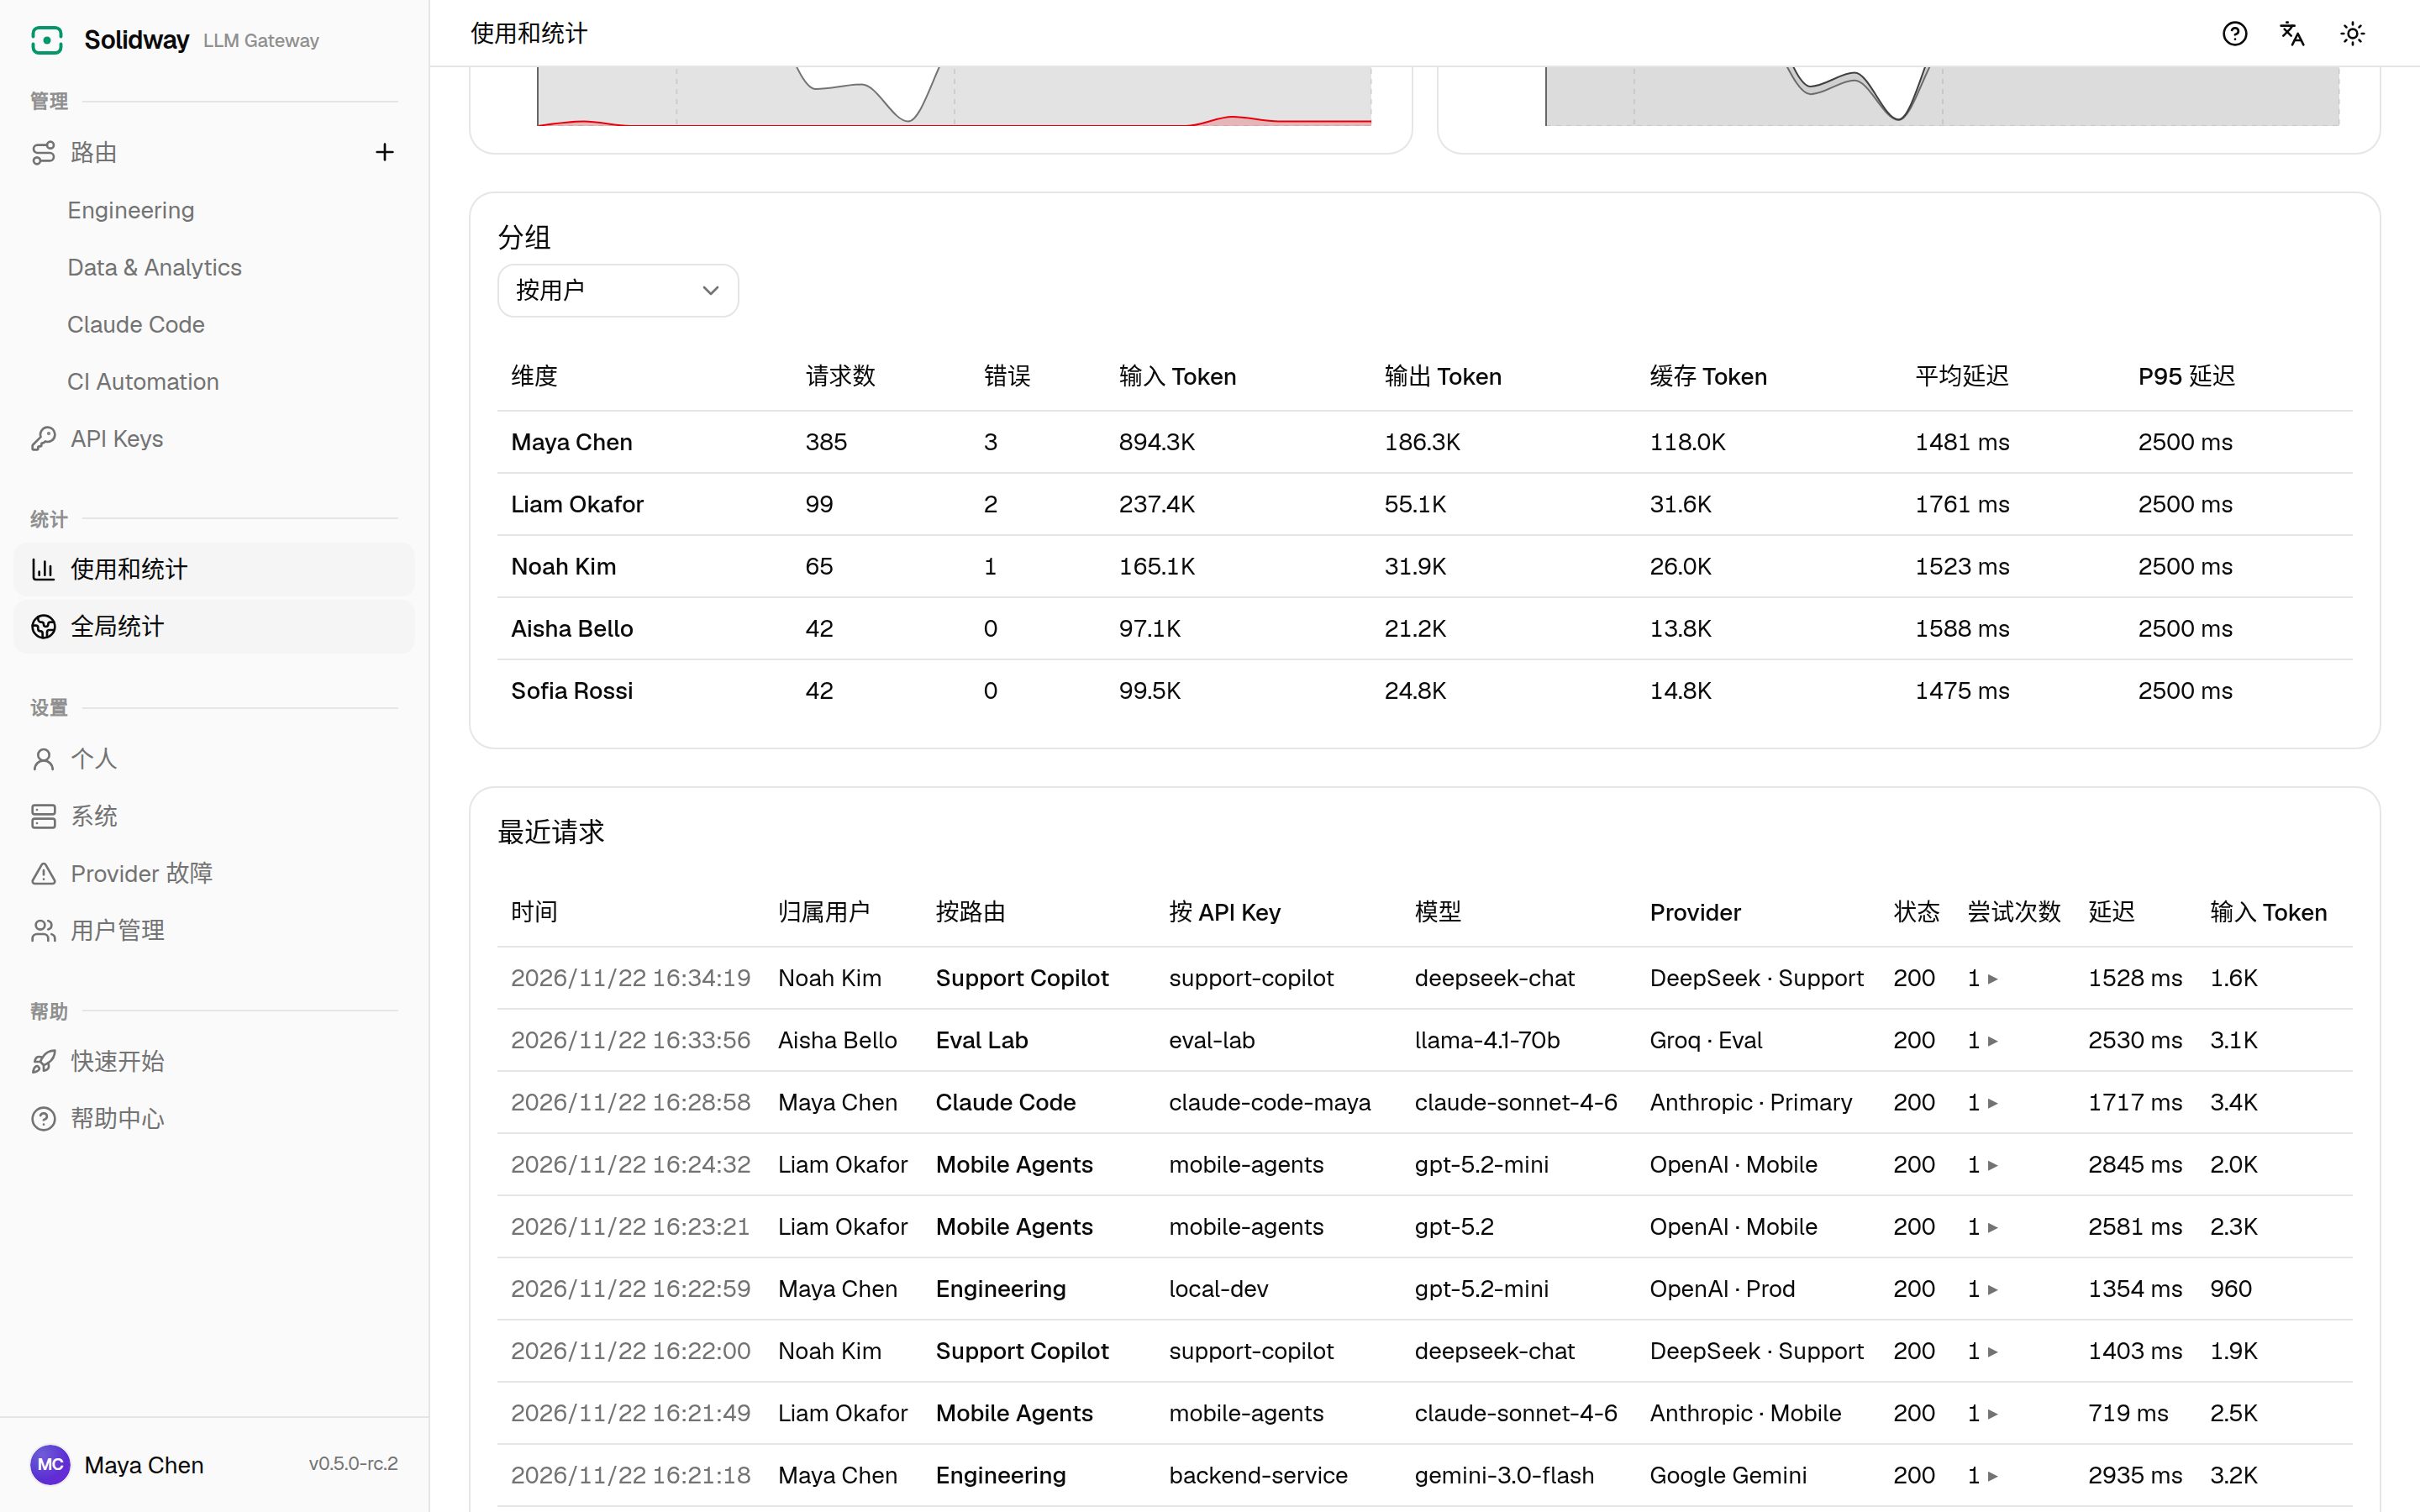 Solidway LLM Gateway
管理
路由
Engineering
Data & Analytics
Claude Code
CI Automation
API Keys
统计
使用和统计
全局统计
设置
个人
系统
Provider 故障
用户管理
帮助
快速开始
帮助中心
MC Maya Chen v0.5.0-rc.2
使用和统计
分组
按用户
维度 请求数 错误 输入 Token 输出 Token 缓存 Token 平均延迟 P95 延迟
Maya Chen 385 3 894.3K 186.3K 118.0K 1481 ms 2500 ms
Liam Okafor 99 2 237.4K 55.1K 31.6K 1761 ms 2500 ms
Noah Kim 65 1 165.1K 31.9K 26.0K 1523 ms 2500 ms
Aisha Bello 42 0 97.1K 21.2K 13.8K 1588 ms 2500 ms
Sofia Rossi 42 0 99.5K 24.8K 14.8K 1475 ms 2500 ms
最近请求
时间 归属用户 按路由 按 API Key 模型 Provider 状态 尝试次数 延迟 输入 Token
2026/11/22 16:34:19 Noah Kim Support Copilot support-copilot deepseek-chat DeepSeek · Support 200 1 ▸ 1528 ms 1.6K
2026/11/22 16:33:56 Aisha Bello Eval Lab eval-lab llama-4.1-70b Groq · Eval 200 1 ▸ 2530 ms 3.1K
2026/11/22 16:28:58 Maya Chen Claude Code claude-code-maya claude-sonnet-4-6 Anthropic · Primary 200 1 ▸ 1717 ms 3.4K
2026/11/22 16:24:32 Liam Okafor Mobile Agents mobile-agents gpt-5.2-mini OpenAI · Mobile 200 1 ▸ 2845 ms 2.0K
2026/11/22 16:23:21 Liam Okafor Mobile Agents mobile-agents gpt-5.2 OpenAI · Mobile 200 1 ▸ 2581 ms 2.3K
2026/11/22 16:22:59 Maya Chen Engineering local-dev gpt-5.2-mini OpenAI · Prod 200 1 ▸ 1354 ms 960
2026/11/22 16:22:00 Noah Kim Support Copilot support-copilot deepseek-chat DeepSeek · Support 200 1 ▸ 1403 ms 1.9K
2026/11/22 16:21:49 Liam Okafor Mobile Agents mobile-agents claude-sonnet-4-6 Anthropic · Mobile 200 1 ▸ 719 ms 2.5K
2026/11/22 16:21:18 Maya Chen Engineering backend-service gemini-3.0-flash Google Gemini 200 1 ▸ 2935 ms 3.2K